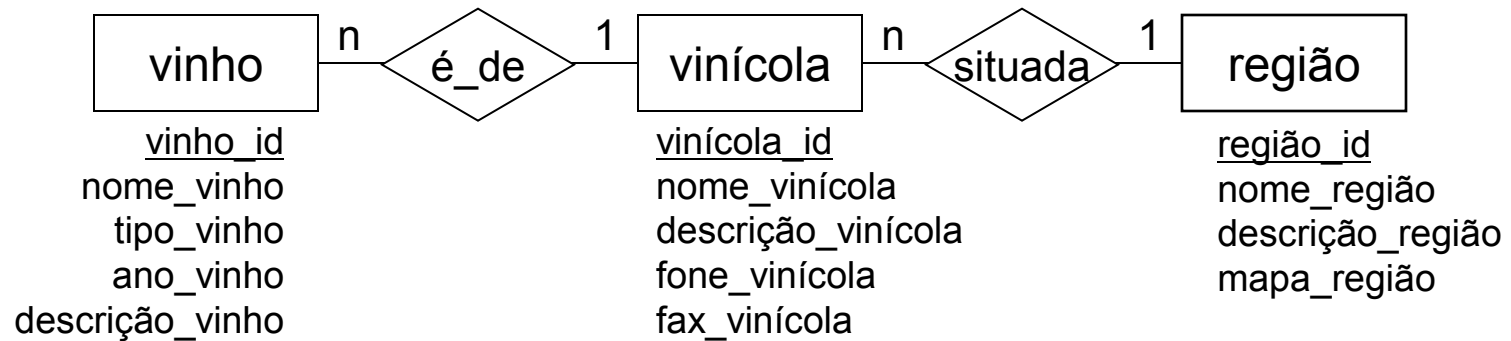 vinho n é_de 1 vinícola n situada 1 região
vinho_id
nome_vinho
tipo_vinho
ano_vinho
descrição_vinho
vinícola_id
nome_vinícola
descrição_vinícola
fone_vinícola
fax_vinícola
região_id
nome_região
descrição_região
mapa_região